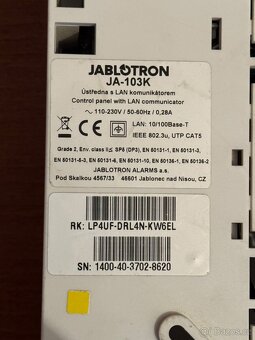 JABLOTRON
JA-103K
Ústředna s LAN komunikátorem
Control panel with LAN communicator
~ 110-230V / 50-60Hz / 0,28A
LAN: 10/100Base-T
IEEE 802.3u, UTP CAT5
CE
Grade 2, Env. class II, SP5 (DP3), EN 50131-1, EN 50131-3,
EN 50131-5-3, EN 50131-6, EN 50131-10, EN 50136-1, EN 50136-2
JABLOTRON ALARMS a.s.
Pod Skalkou 4567/33 46601 Jablonec nad Nisou, CZ
RK: LP4UF-DRL4N-KW6EL
SN: 1400-40-3702-8620